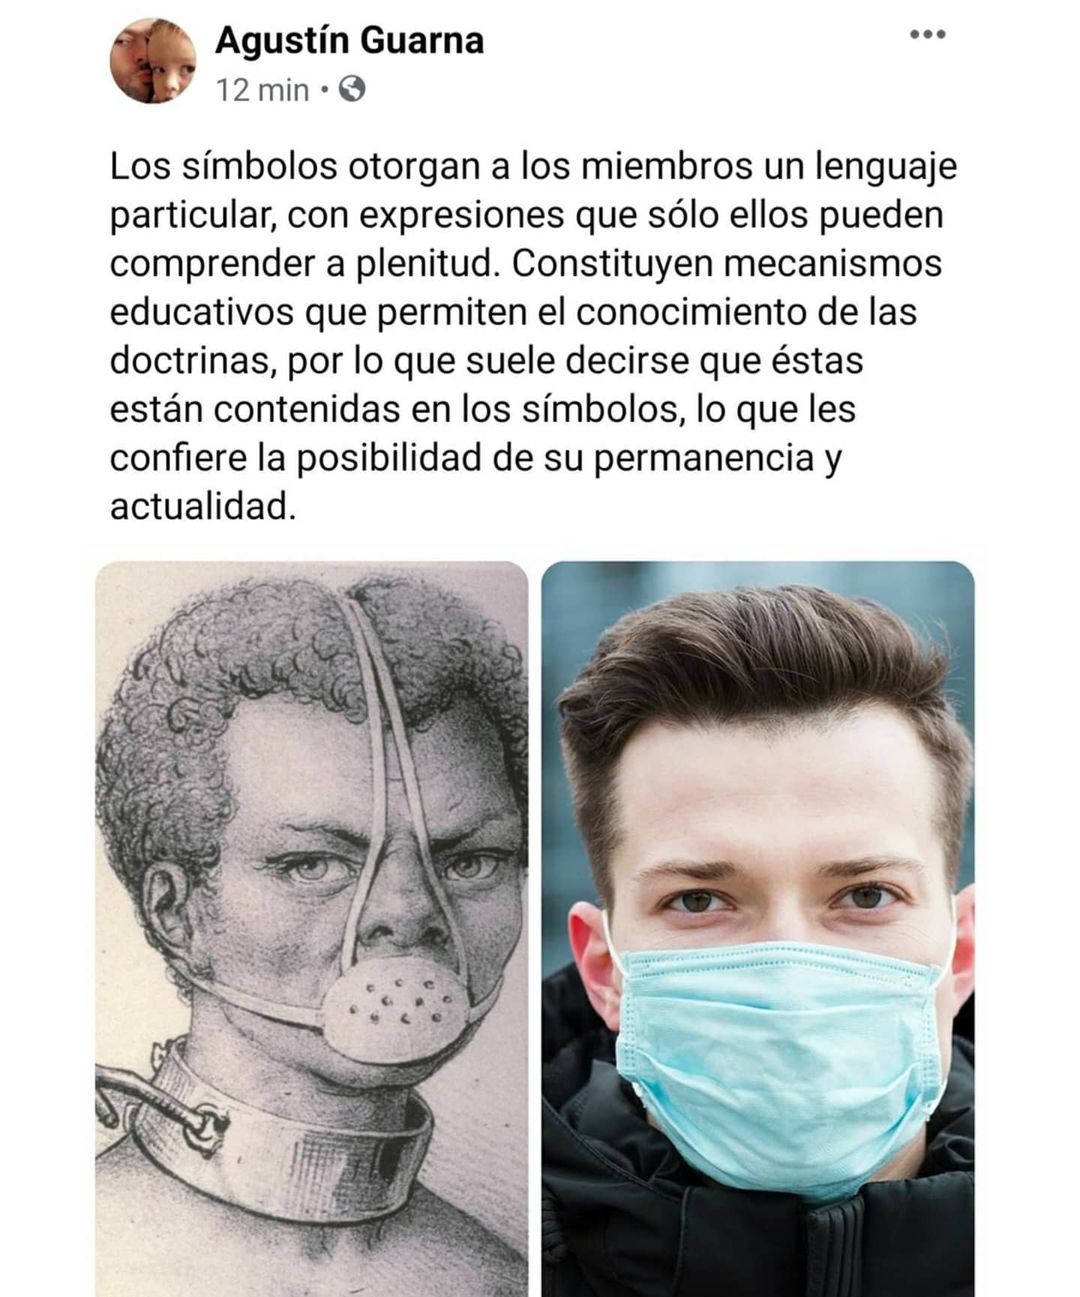 Agustín Guarna
12 min •
Los símbolos otorgan a los miembros un lenguaje
particular, con expresiones que sólo ellos pueden
comprender a plenitud. Constituyen mecanismos
educativos que permiten el conocimiento de las
doctrinas, por lo que suele decirse que éstas
están contenidas en los símbolos, lo que les
confiere la posibilidad de su permanencia y
actualidad.